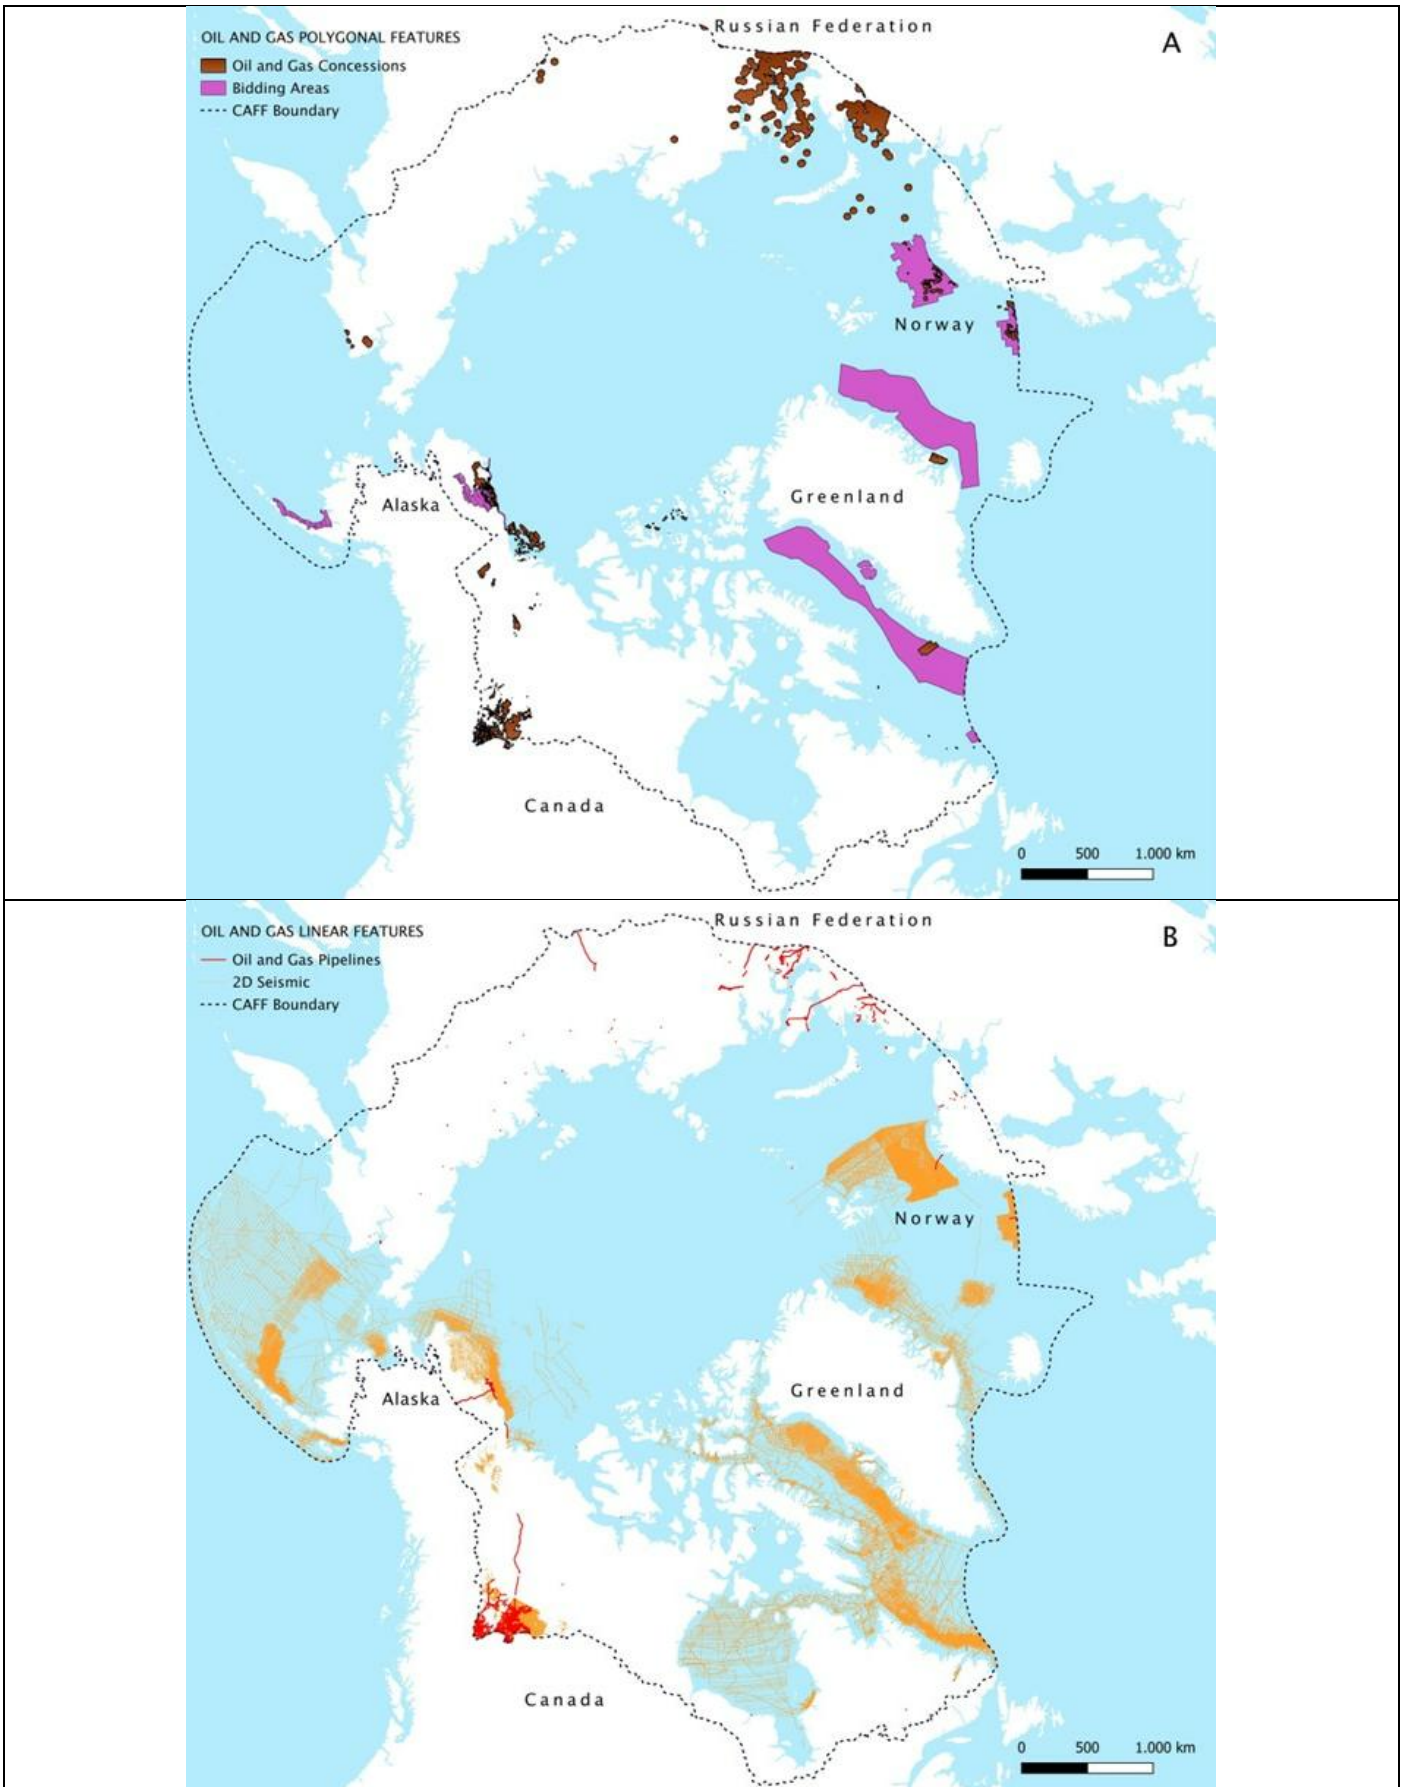 Russian Federation
A
OIL AND GAS POLYGONAL FEATURES
Oil and Gas Concessions
Bidding Areas
CAFF Boundary
Norway
Greenland
Alaska
Canada
0 500 1.000 km
Russian Federation
B
OIL AND GAS LINEAR FEATURES
Oil and Gas Pipelines
2D Seismic
CAFF Boundary
Norway
Greenland
Alaska
Canada
0 500 1.000 km